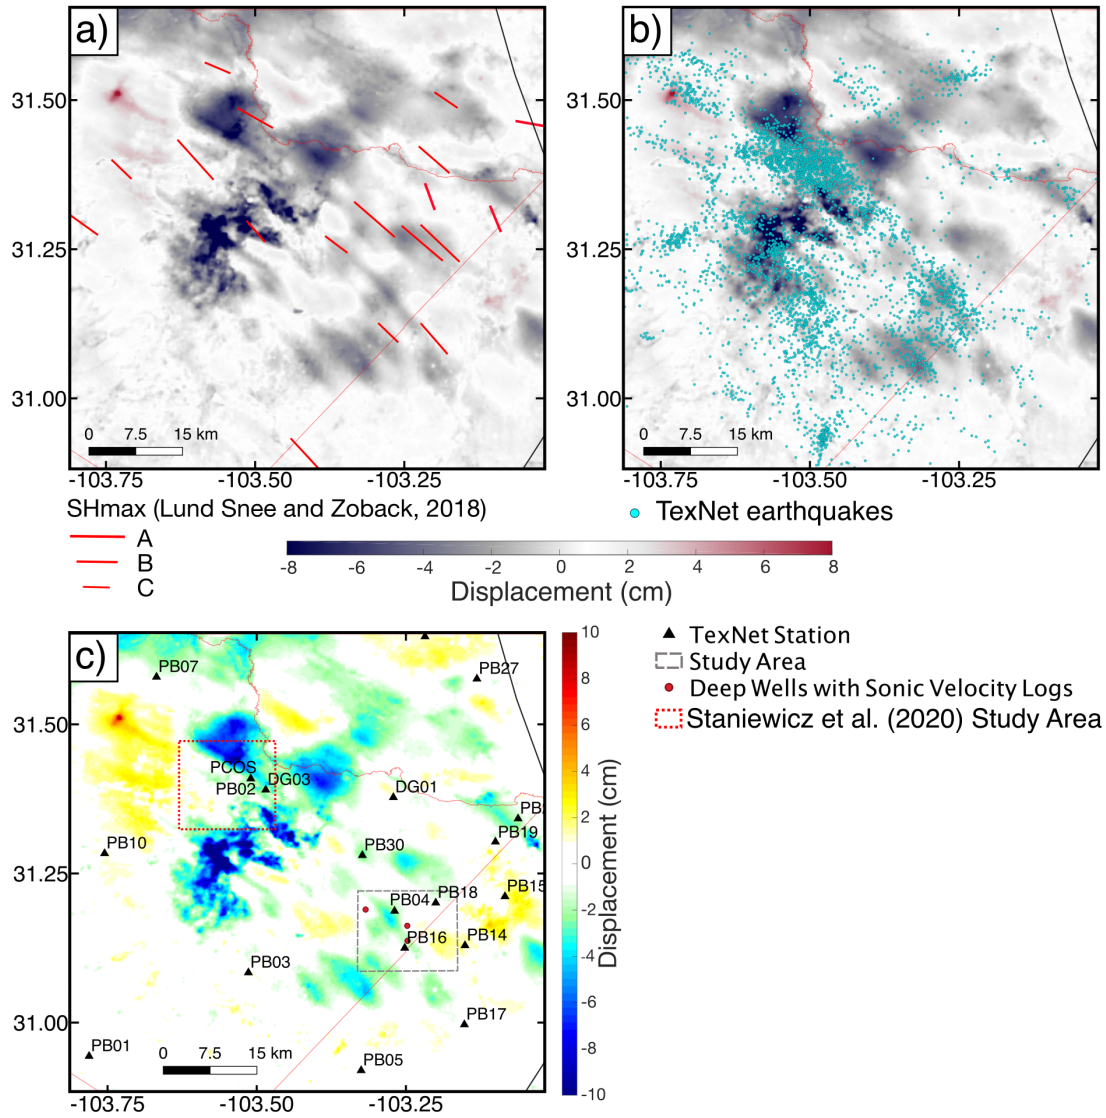 a)
31.50
31.25
31.00
0 7.5 15 km
-103.75 -103.50 -103.25
b)
31.50
31.25
31.00
0 7.5 15 km
-103.75 -103.50 -103.25
SHmax (Lund Snee and Zoback, 2018)
A
B
C
TexNet earthquakes
-8 -6 -4 -2 0 2 4 6 8
Displacement (cm)
c)
PB07
PB27
31.50
PCOS
DG03
PB02
DG01
PB
PB19
PB10
PB30
31.25
PB18
PB15
PB04
PB16
PB14
PB03
PB17
31.00
PB01
PB05
0 7.5 15 km
-103.75 -103.50 -103.25
10
8
6
4
2
0
-2
-4
-6
-8
-10
Displacement (cm)
TexNet Station
Study Area
Deep Wells with Sonic Velocity Logs
Staniewicz et al. (2020) Study Area